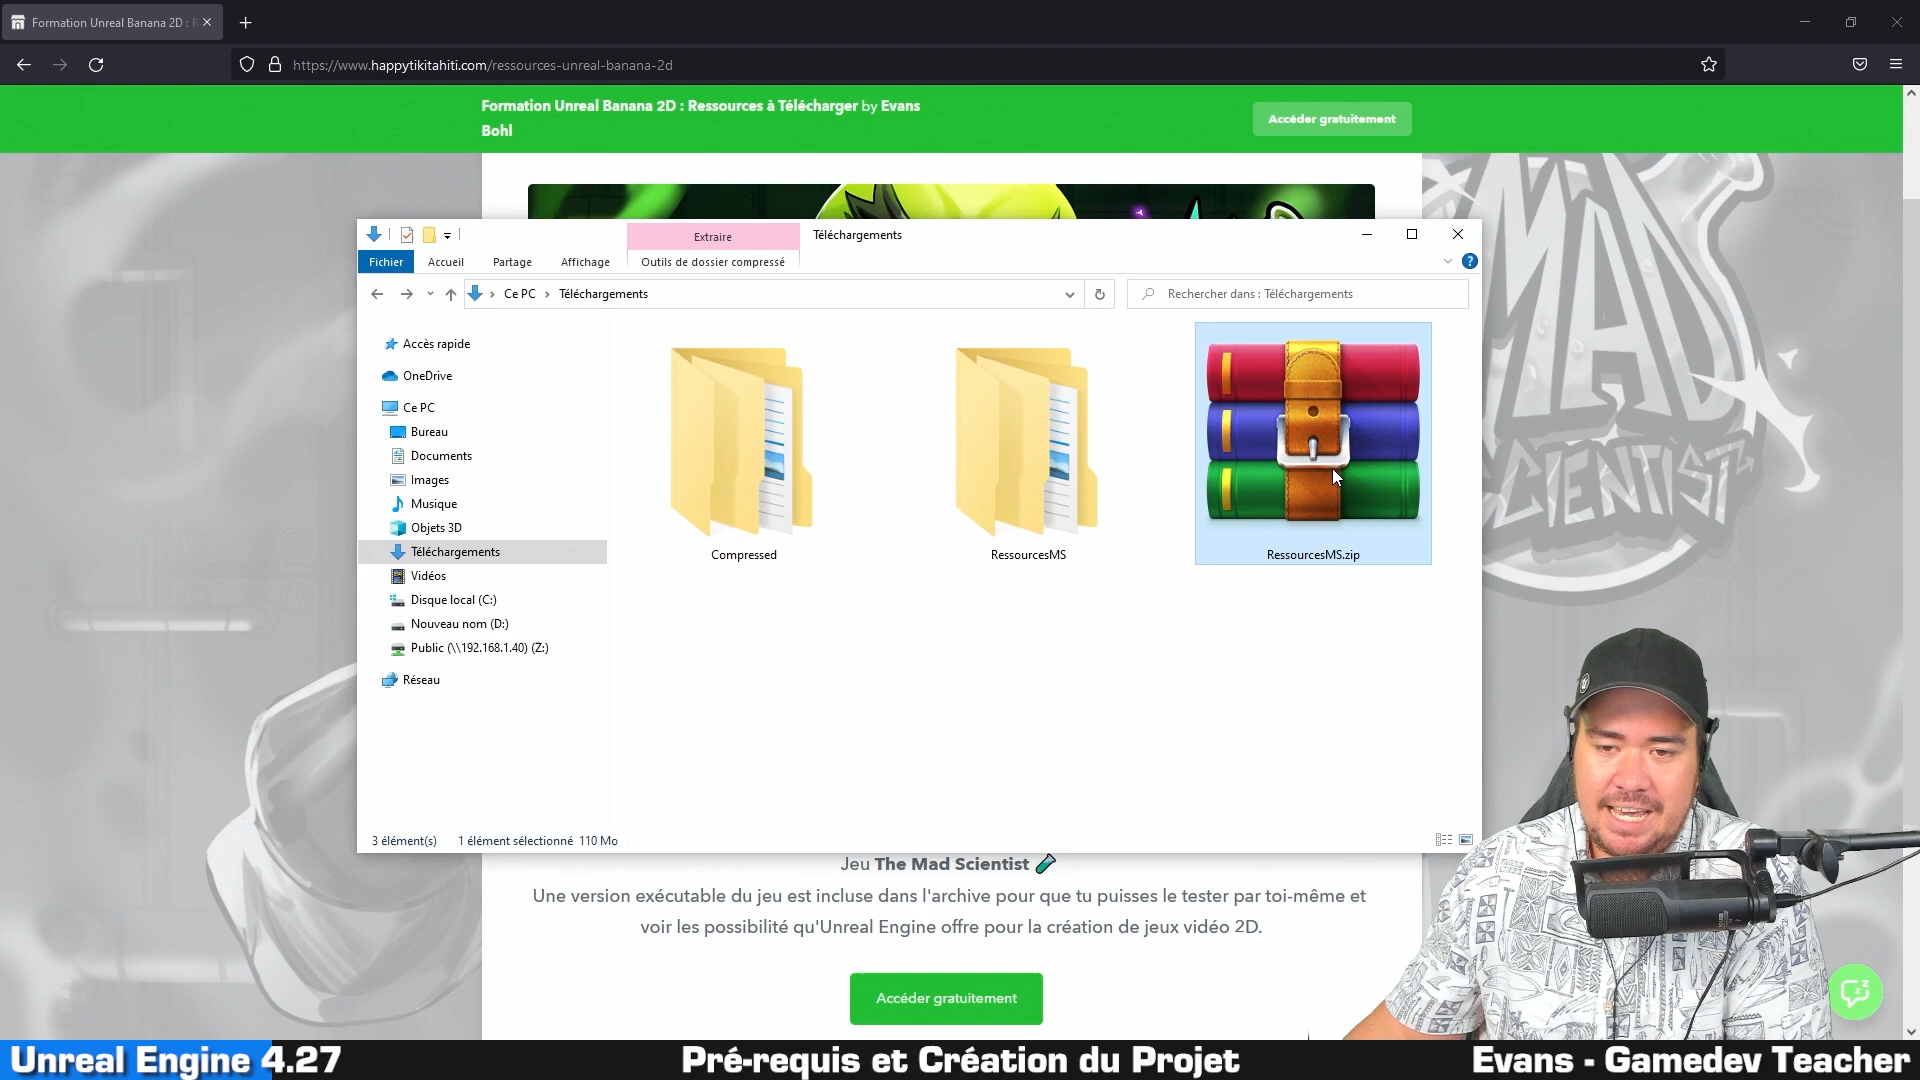 Formation Unreal Banana 2D : R
https://www.happytikitahiti.com/ressources-unreal-banana-2d
Formation Unreal Banana 2D : Ressources à Télécharger by Evans
Bohl
Accéder gratuitement
Extraire
Téléchargements
Fichier
Accueil
Partage
Affichage
Outils de dossier compressé
Ce PC
Téléchargements
Rechercher dans : Téléchargements
Accès rapide
OneDrive
Ce PC
Bureau
Documents
Images
Musique
Objets 3D
Téléchargements
Vidéos
Disque local (C:)
Nouveau nom (D:)
Public (\\192.168.1.40) (Z:)
Réseau
Compressed
RessourcesMS
RessourcesMS.zip
3 élément(s)
1 élément sélectionné 110 Mo
MAD
SCIENTIST
Jeu The Mad Scientist
Une version exécutable du jeu est incluse dans l'archive pour que tu puisses le tester par toi-même et
voir les possibilité qu'Unreal Engine offre pour la création de jeux vidéo 2D.
Accéder gratuitement
Unreal Engine 4.27
Pré-requis et Création du Projet
Evans - Gamedev Teacher